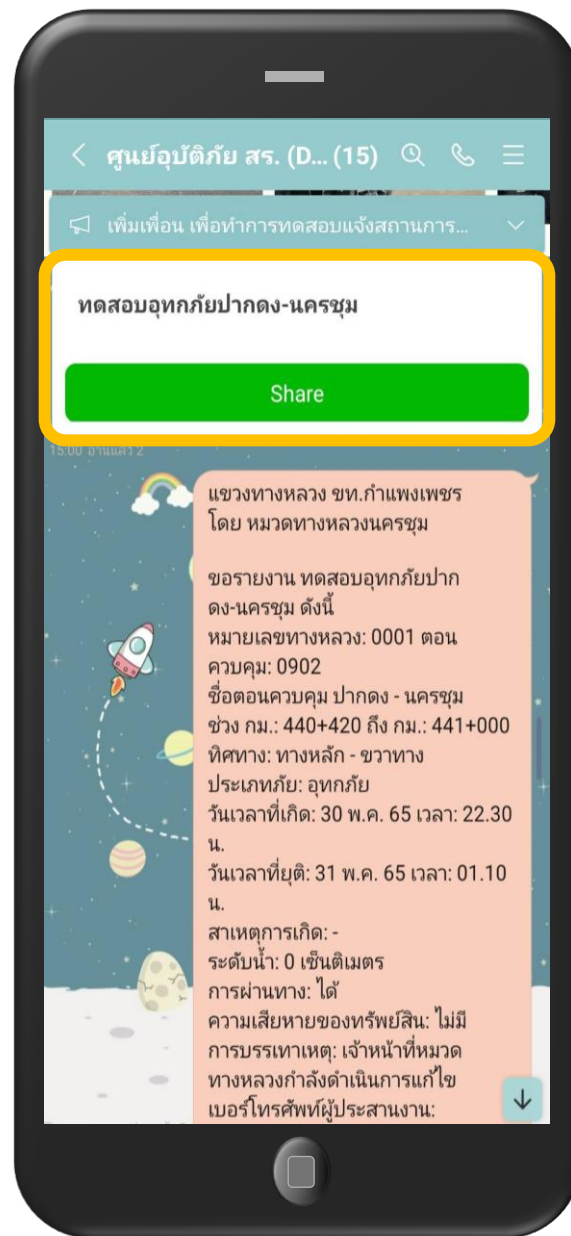 ศูนย์อุบัติภัย สร. (D... (15)
เพิ่มเพื่อน เพื่อทำการทดสอบแจ้งสถานการ...
ทดสอบอุทกภัยปากดง-นครชุม
Share
15:00 อ่านแล้ว 2
แขวงทางหลวง ขท.กำแพงเพชร
โดย หมวดทางหลวงนครชุม
ขอรายงาน ทดสอบอุทกภัยปาก
ดง-นครชุม ดังนี้
หมายเลขทางหลวง: 0001 ตอน
ควบคุม: 0902
ชื่อตอนควบคุม ปากดง - นครชุม
ช่วง กม.: 440+420 ถึง กม.: 441+000
ทิศทาง: ทางหลัก - ขวาทาง
ประเภทภัย: อุทกภัย
วันเวลาที่เกิด: 30 พ.ค. 65 เวลา: 22.30
น.
วันเวลาที่ยุติ: 31 พ.ค. 65 เวลา: 01.10
น.
สาเหตุการเกิด: -
ระดับน้ำ: 0 เซ็นติเมตร
การผ่านทาง: ได้
ความเสียหายของทรัพย์สิน: ไม่มี
การบรรเทาเหตุ: เจ้าหน้าที่หมวด
ทางหลวงกำลังดำเนินการแก้ไข
เบอร์โทรศัพท์ผู้ประสานงาน: